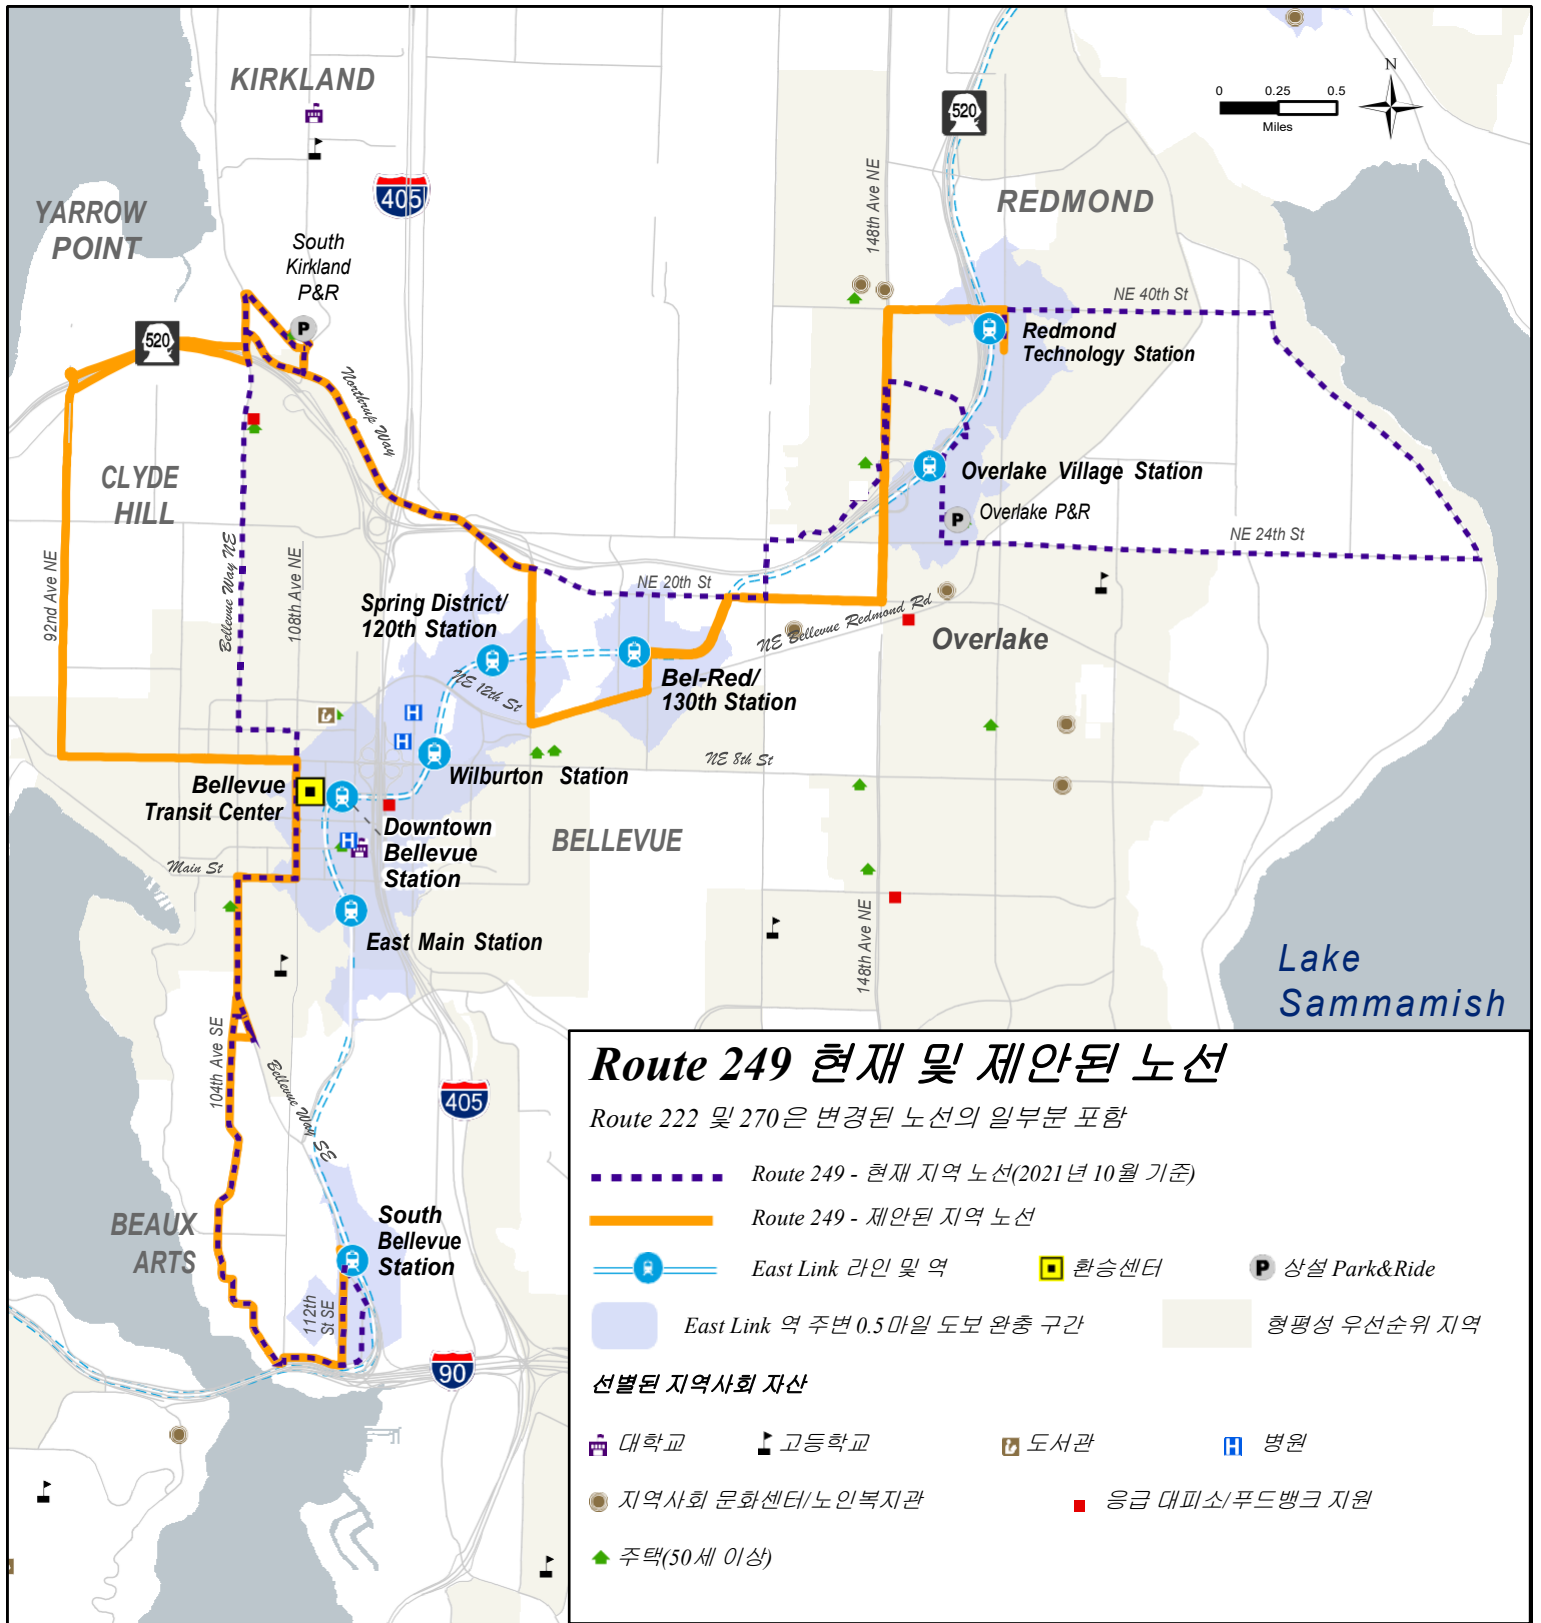 KIRKLAND
405
YARROW
POINT
South
Kirkland
P&R
P
520
Northrup Way
CLYDE
HILL
92nd Ave NE
Bellevue Way NE
108th Ave NE
520
0 0.25 0.5
Miles
N
148th Ave NE
REDMOND
NE 40th St
Redmond
Technology Station
Overlake Village Station
P
Overlake P&R
NE 24th St
NE 20th St
Spring District/
120th Station
NE 12th St
NE Bellevue Redmond Rd
Overlake
Bel-Red/
130th Station
H
H
NE 8th St
Wilburton Station
Bellevue
Transit Center
H
Downtown
Bellevue
Station
BELLEVUE
Main St
East Main Station
148th Ave NE
Lake
Sammamish
104th Ave SE
Bellevue Way SE
405
BEAUX
ARTS
South
Bellevue
Station
112th
St SE
90
Route 249 현재 및 제안된 노선
Route 222 및 270은 변경된 노선의 일부분 포함
Route 249 - 현재 지역 노선(2021년 10월 기준)
Route 249 - 제안된 지역 노선
East Link 라인 및 역 환승센터 P 상설 Park&Ride
East Link 역 주변 0.5마일 도보 완충 구간 형평성 우선순위 지역
선별된 지역사회 자산
대학교 고등학교 도서관 H 병원
지역사회 문화센터/노인복지관 응급 대피소/푸드뱅크 지원
주택(50세 이상)